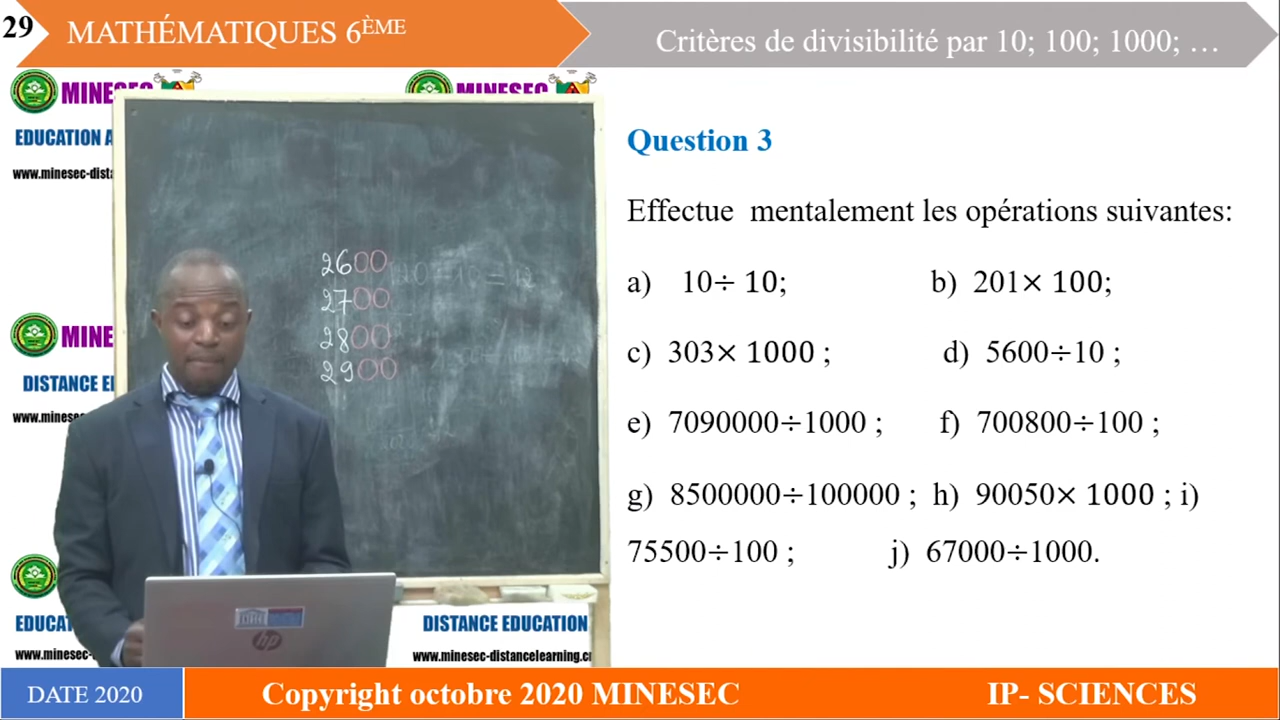 29
MATHÉMATIQUES 6ÈME
Critères de divisibilité par 10; 100; 1000; …
MINESEC
MINESEC
EDUCATION A
www.minesec-dista
Question 3
Effectue mentalement les opérations suivantes:
a) 10÷ 10; b) 201× 100;
c) 303× 1000 ; d) 5600÷10 ;
e) 7090000÷1000 ; f) 700800÷100 ;
g) 8500000÷100000 ; h) 90050× 1000 ; i)
75500÷100 ; j) 67000÷1000.
2600
2700
2800
2900
MINE
DISTANCE E
www.mines
hp
EDUCAT
www.minesec-
DISTANCE EDUCATION
www.minesec-distancelearning.c
DATE 2020
Copyright octobre 2020 MINESEC
IP- SCIENCES